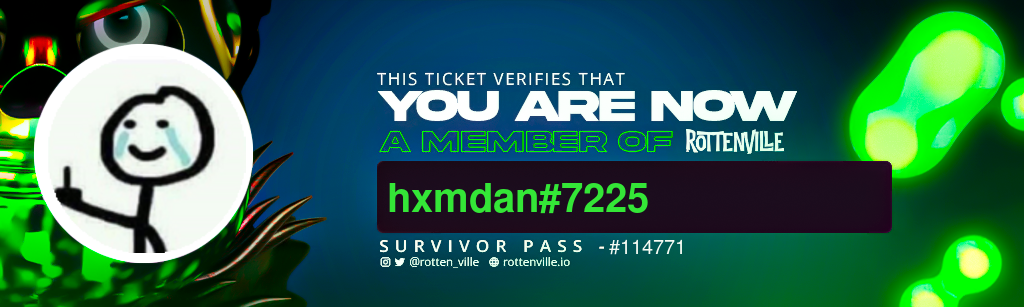 THIS TICKET VERIFIES THAT
YOU ARE NOW
A MEMBER OF ROTTENVILLE
hxmdan#7225
SURVIVOR PASS -#114771
@rotten_ville rottenville.io